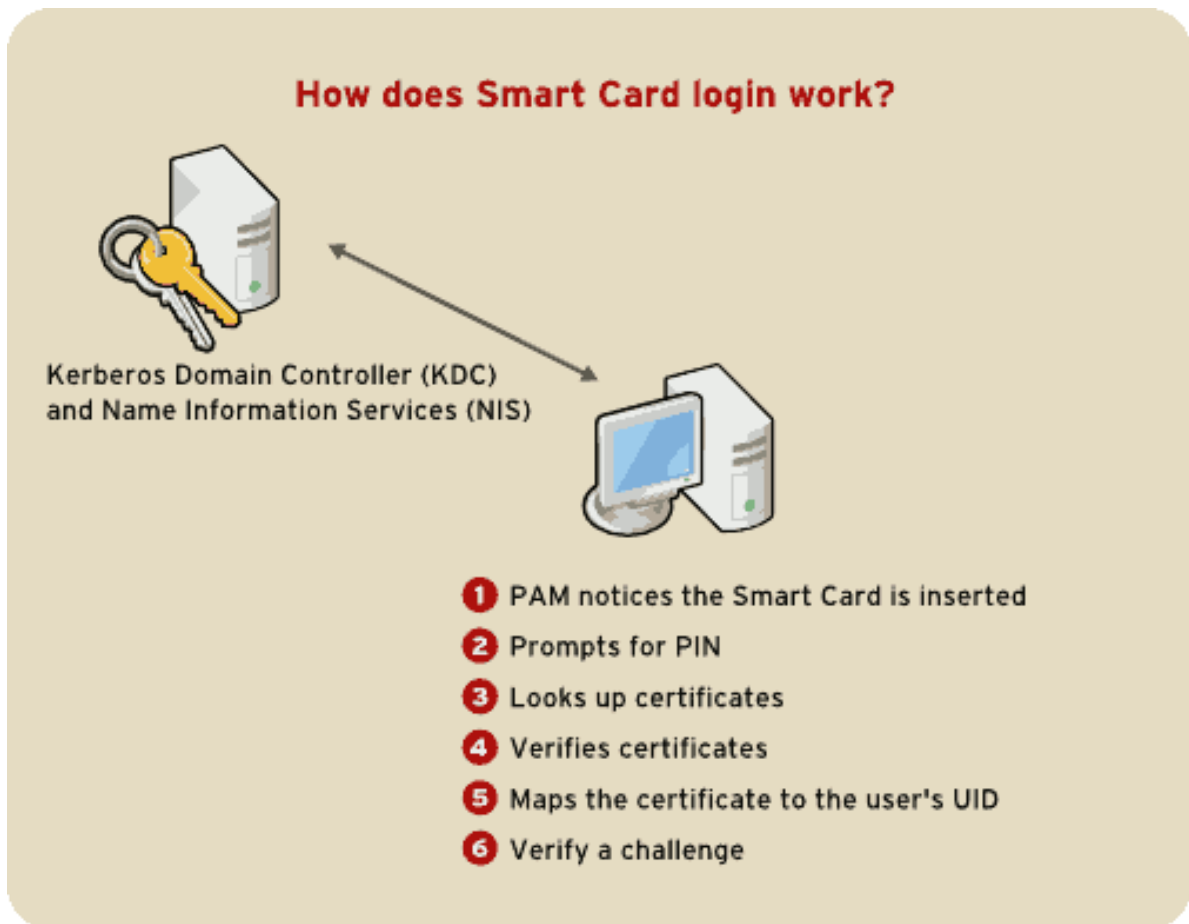 How does Smart Card login work?
Kerberos Domain Controller (KDC)
and Name Information Services (NIS)
1 PAM notices the Smart Card is inserted
2 Prompts for PIN
3 Looks up certificates
4 Verifies certificates
5 Maps the certificate to the user's UID
6 Verify a challenge